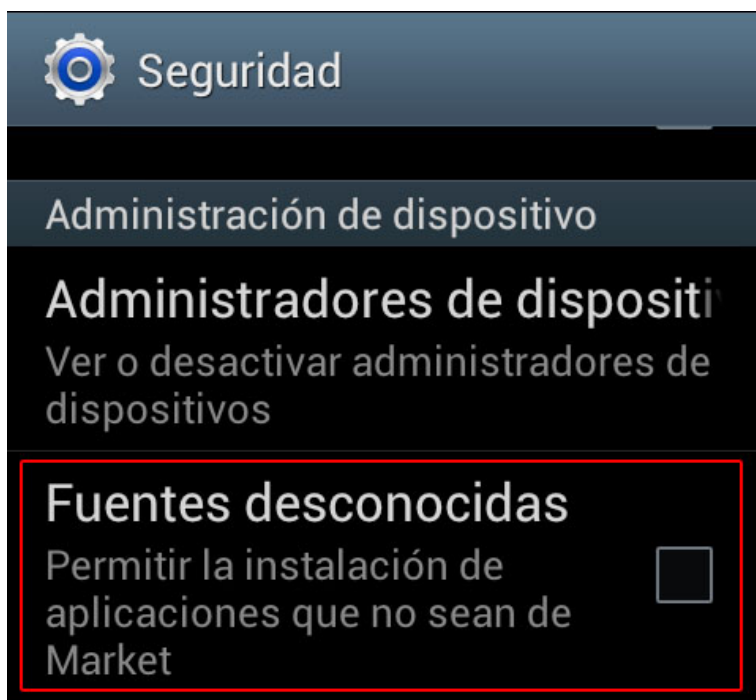 Seguridad
Administración de dispositivo
Administradores de dispositi
Ver o desactivar administradores de
dispositivos
Fuentes desconocidas
Permitir la instalación de
aplicaciones que no sean de
Market